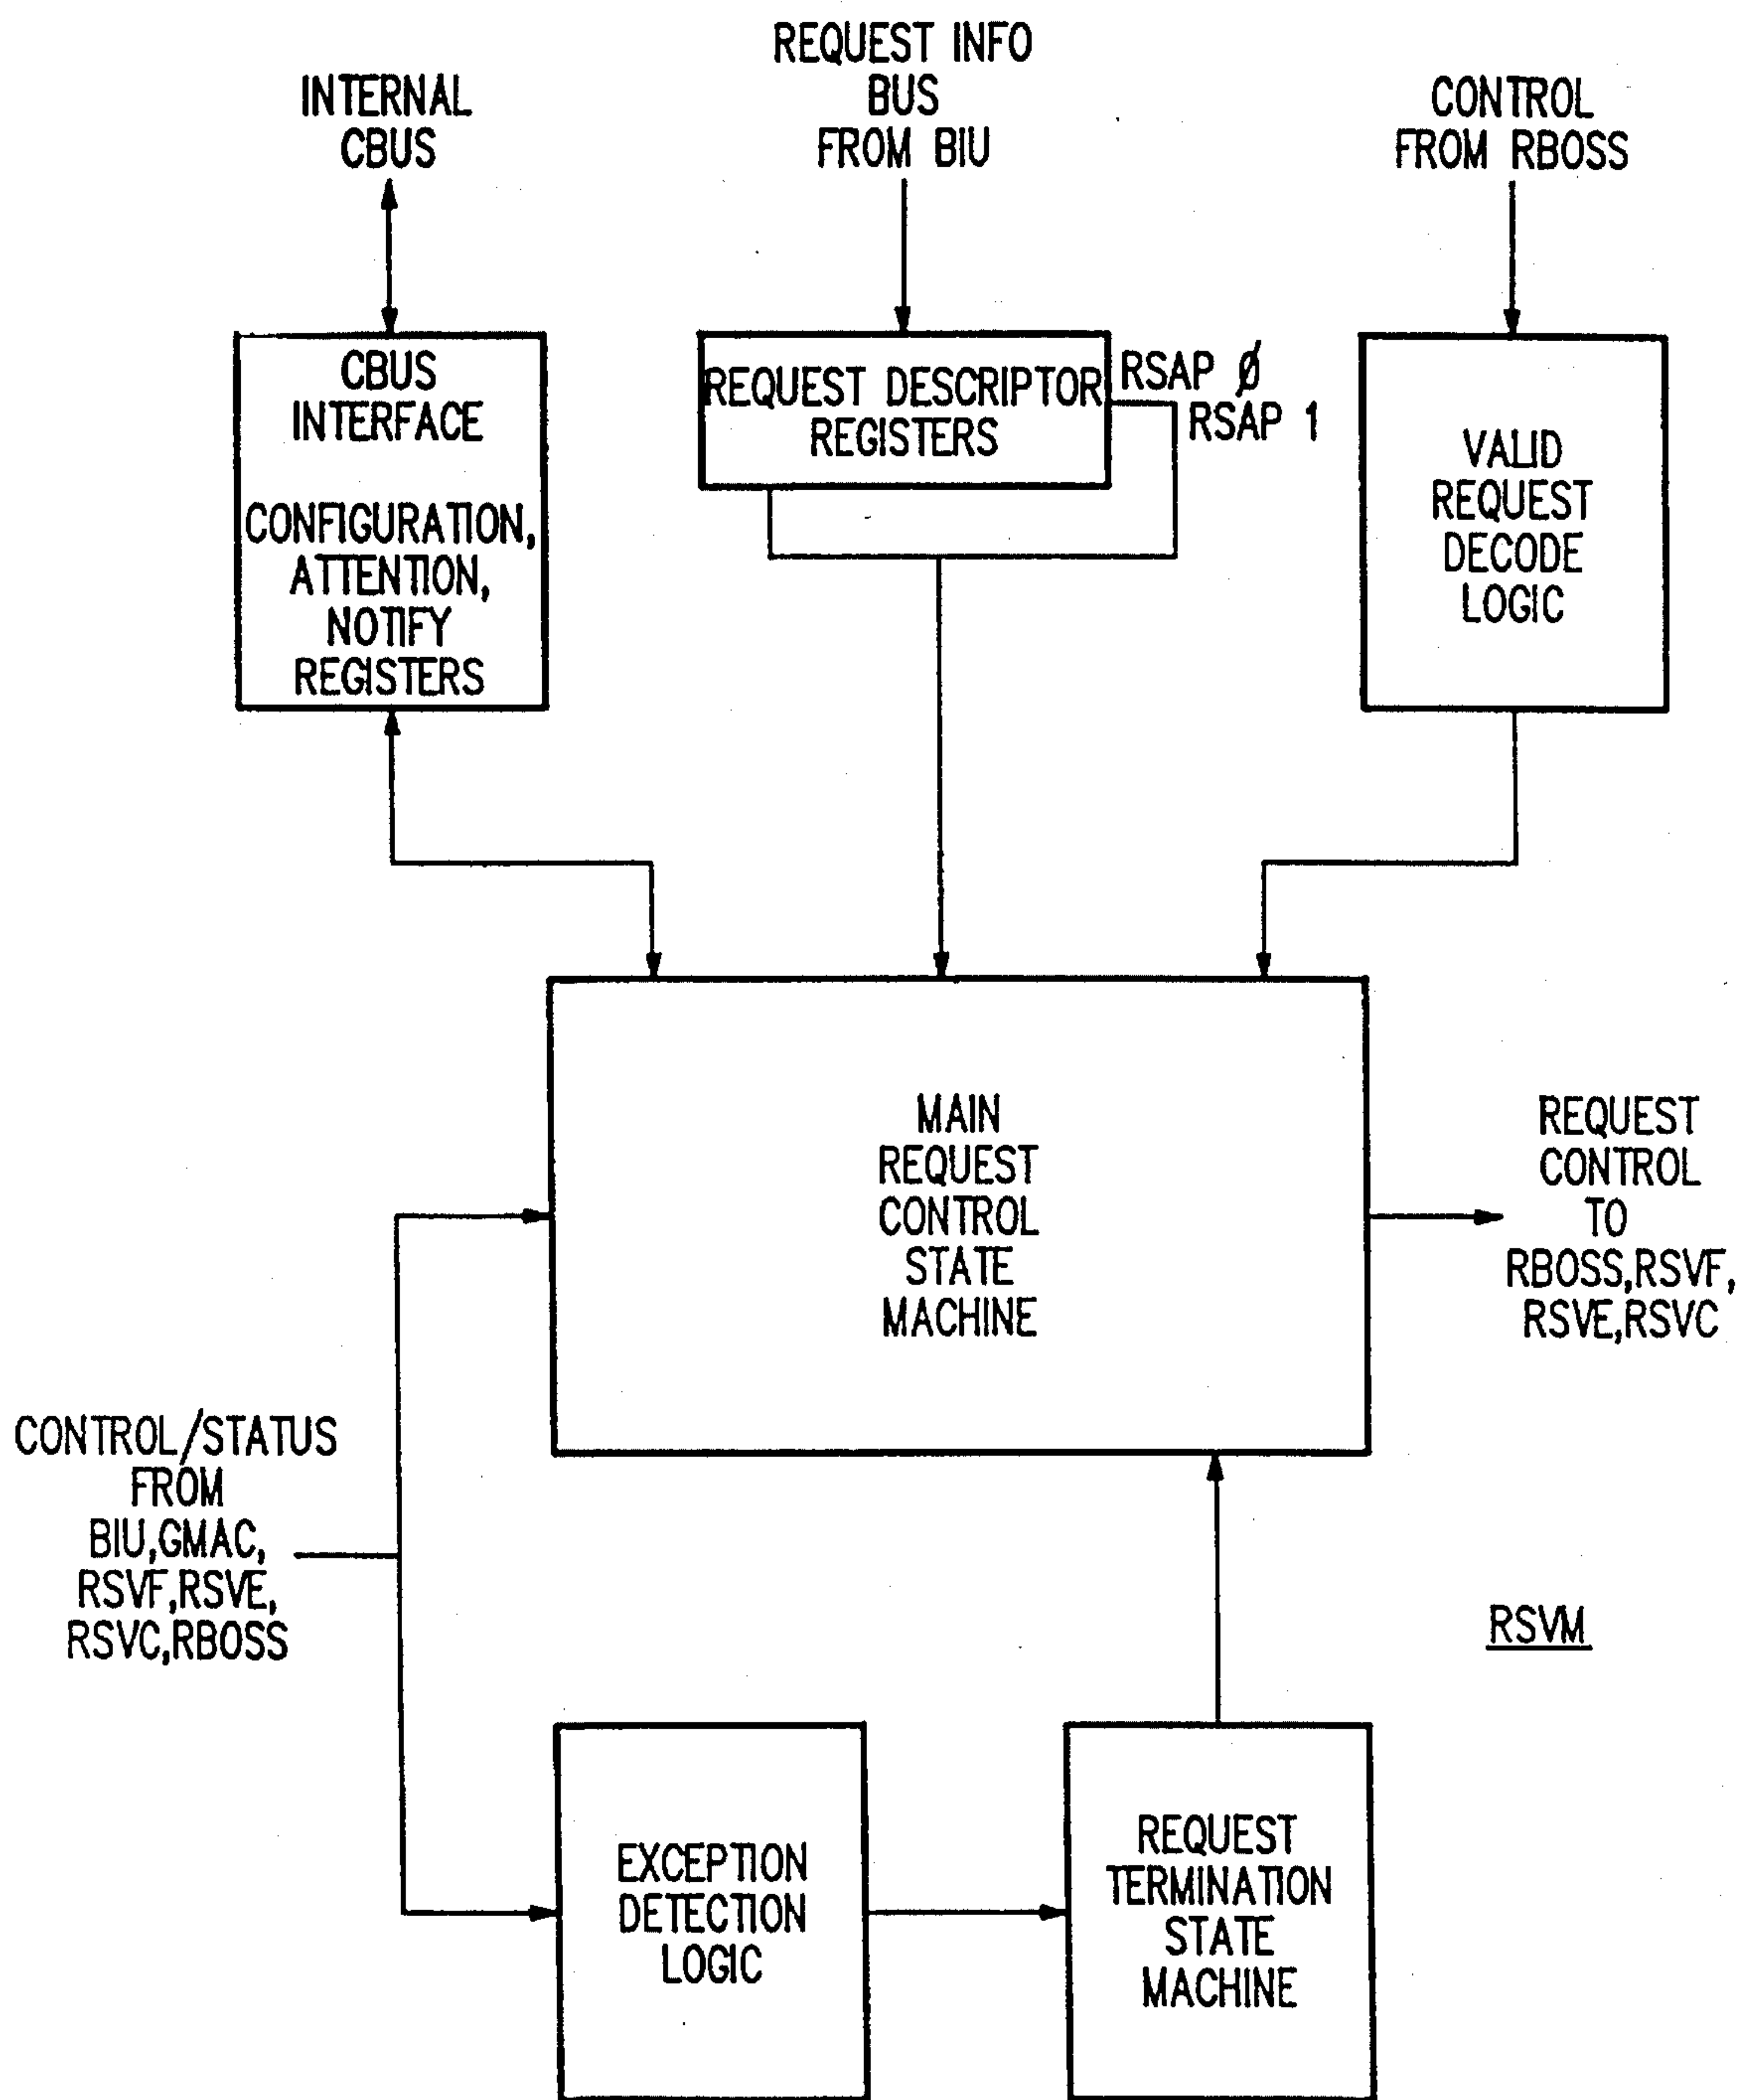 INTERNAL
CBUS
REQUEST INFO
BUS
FROM BIU
CONTROL
FROM RBOSS
CBUS
INTERFACE
CONFIGURATION,
ATTENTION,
NOTIFY
REGISTERS
REQUEST DESCRIPTOR
REGISTERS
RSAP Ø
RSAP 1
VALID
REQUEST
DECODE
LOGIC
MAIN
REQUEST
CONTROL
STATE
MACHINE
REQUEST
CONTROL
TO
RBOSS,RSVF,
RSVE,RSVC
CONTROL/STATUS
FROM
BIU,GMAC,
RSVF,RSVE,
RSVC,RBOSS
RSVM
EXCEPTION
DETECTION
LOGIC
REQUEST
TERMINATION
STATE
MACHINE